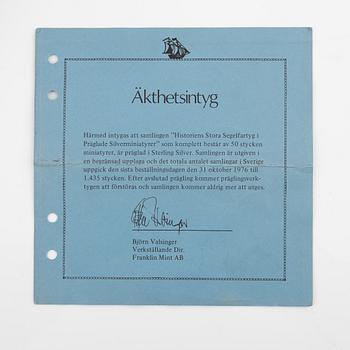 Äkthetsintyg
Härmed intygas att samlingen "Historiens Stora Segelfartyg i
Präglade Silverminiatyrer" som komplett består av 50 stycken
miniatyrer, är präglad i Sterling Silver. Samlingen är utgiven i
en begränsad upplaga och det totala antalet samlingar i Sverige
uppgick den sista beställningsdagen den 31 oktober 1976 till
1.435 stycken. Efter avslutad prägling kommer präglingsverk-
tygen att förstöras och samlingen kommer aldrig mer att utges.
Björn Valsinger
Verkställande Dir.
Franklin Mint AB